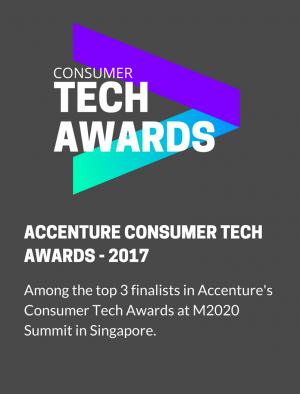 CONSUMER
TECH
AWARDS
ACCENTURE CONSUMER TECH
AWARDS - 2017
Among the top 3 finalists in Accenture's
Consumer Tech Awards at M2020
Summit in Singapore.